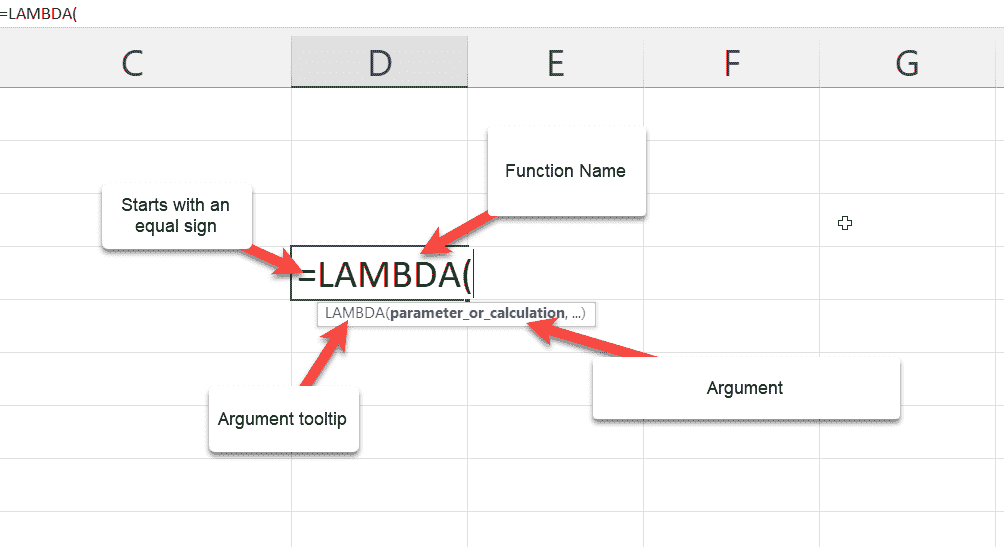 =LAMBDA(
C D E F G
Function Name
Starts with an
equal sign
=LAMBDA(
LAMBDA(parameter_or_calculation, ...)
Argument
Argument tooltip